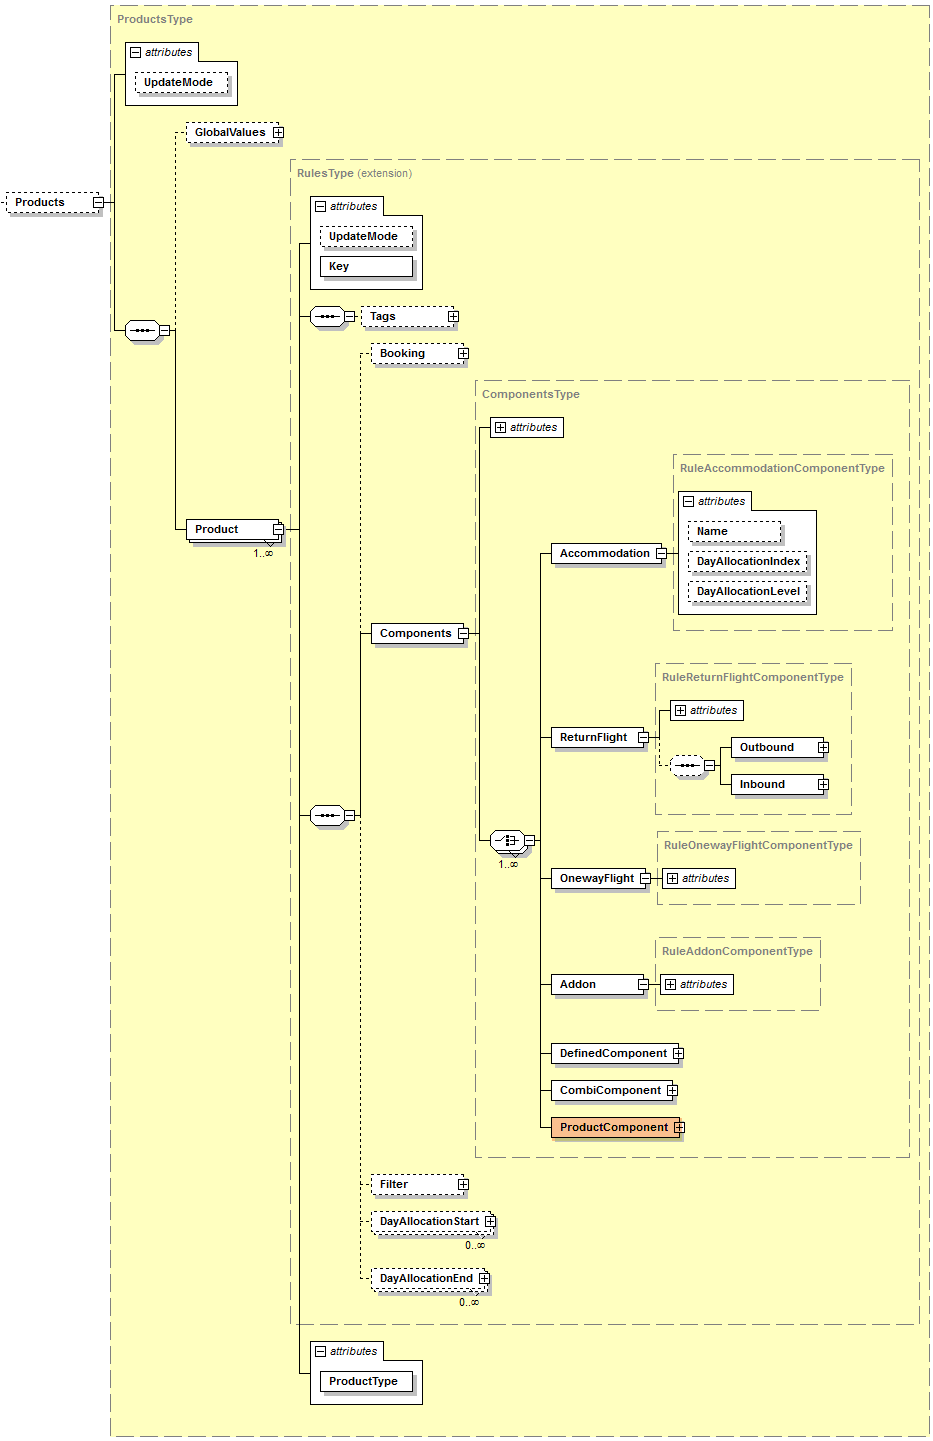 ProductsType
attributes
UpdateMode
GlobalValues
RulesType (extension)
Products
attributes
UpdateMode
Key
Tags
Booking
ComponentsType
attributes
RuleAccommodationComponentType
attributes
Name
Product
1..∞
Accommodation
DayAllocationIndex
DayAllocationLevel
Components
RuleReturnFlightComponentType
attributes
ReturnFlight
Outbound
Inbound
1..∞
RuleOnewayFlightComponentType
OnewayFlight
attributes
RuleAddonComponentType
Addon
attributes
DefinedComponent
CombiComponent
ProductComponent
Filter
DayAllocationStart
0..∞
DayAllocationEnd
0..∞
attributes
ProductType